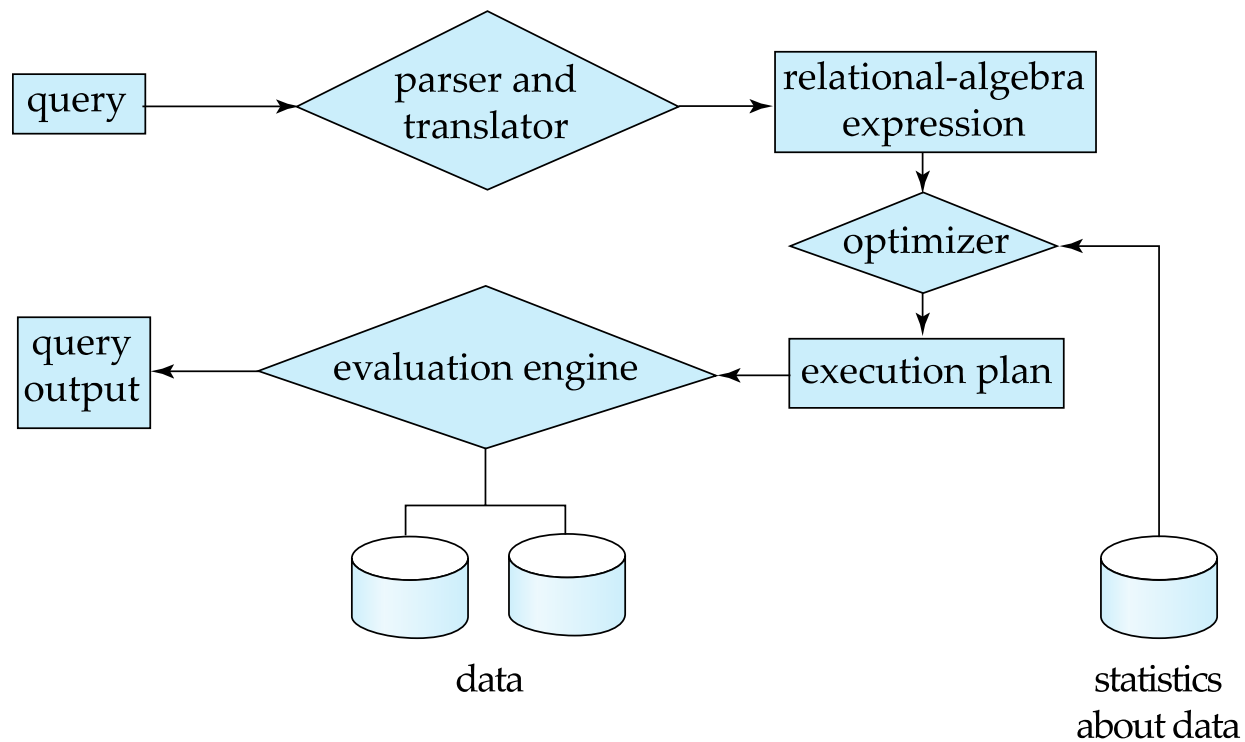 query
parser and
translator
relational-algebra
expression
optimizer
query
output
evaluation engine
execution plan
data
statistics
about data